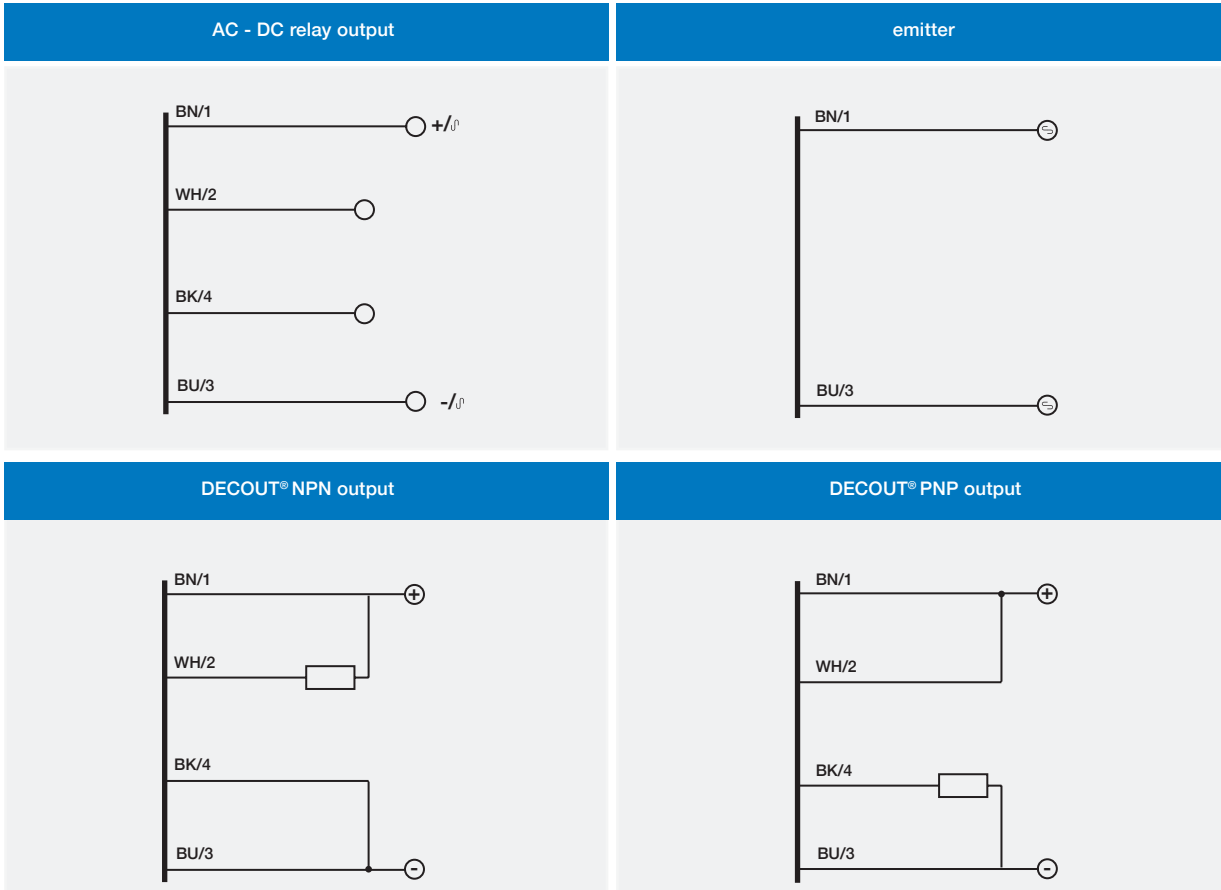 AC - DC relay output
BN/1
+/∿
WH/2
BK/4
BU/3
-/∿
emitter
BN/1
∿
BU/3
∿
DECOUT® NPN output
BN/1
+
WH/2
BK/4
BU/3
-
DECOUT® PNP output
BN/1
+
WH/2
BK/4
BU/3
-